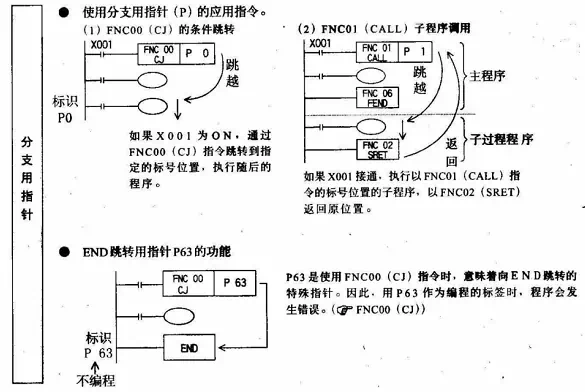 分支用指针
● 使用分支用指针（P）的应用指令。
（1）FNC00（CJ）的条件跳转
X001
FNC 00
CJ
P 0
跳越
标识
P0
如果X001为ON，通过
FNC00（CJ）指令跳转到指
定的标号位置，执行随后的
程序。
（2）FNC01（CALL）子程序调用
X001
FNC 01
CALL
P 1
跳越
主程序
FNC 06
FEND
子过程程序
FNC 02
SRET
返回
如果X001接通，执行以FNC01（CALL）指
令的标号位置的子程序，以FNC02（SRET）
返回原位置。
● END跳转用指针P63的功能
FNC 00
CJ
P 63
标识
P 63
END
不编程
P63是使用FNC00（CJ）指令时，意味着向END跳转的
特殊指针。因此，用P63作为编程的标签时，程序会发
生错误。（☞ FNC00（CJ））